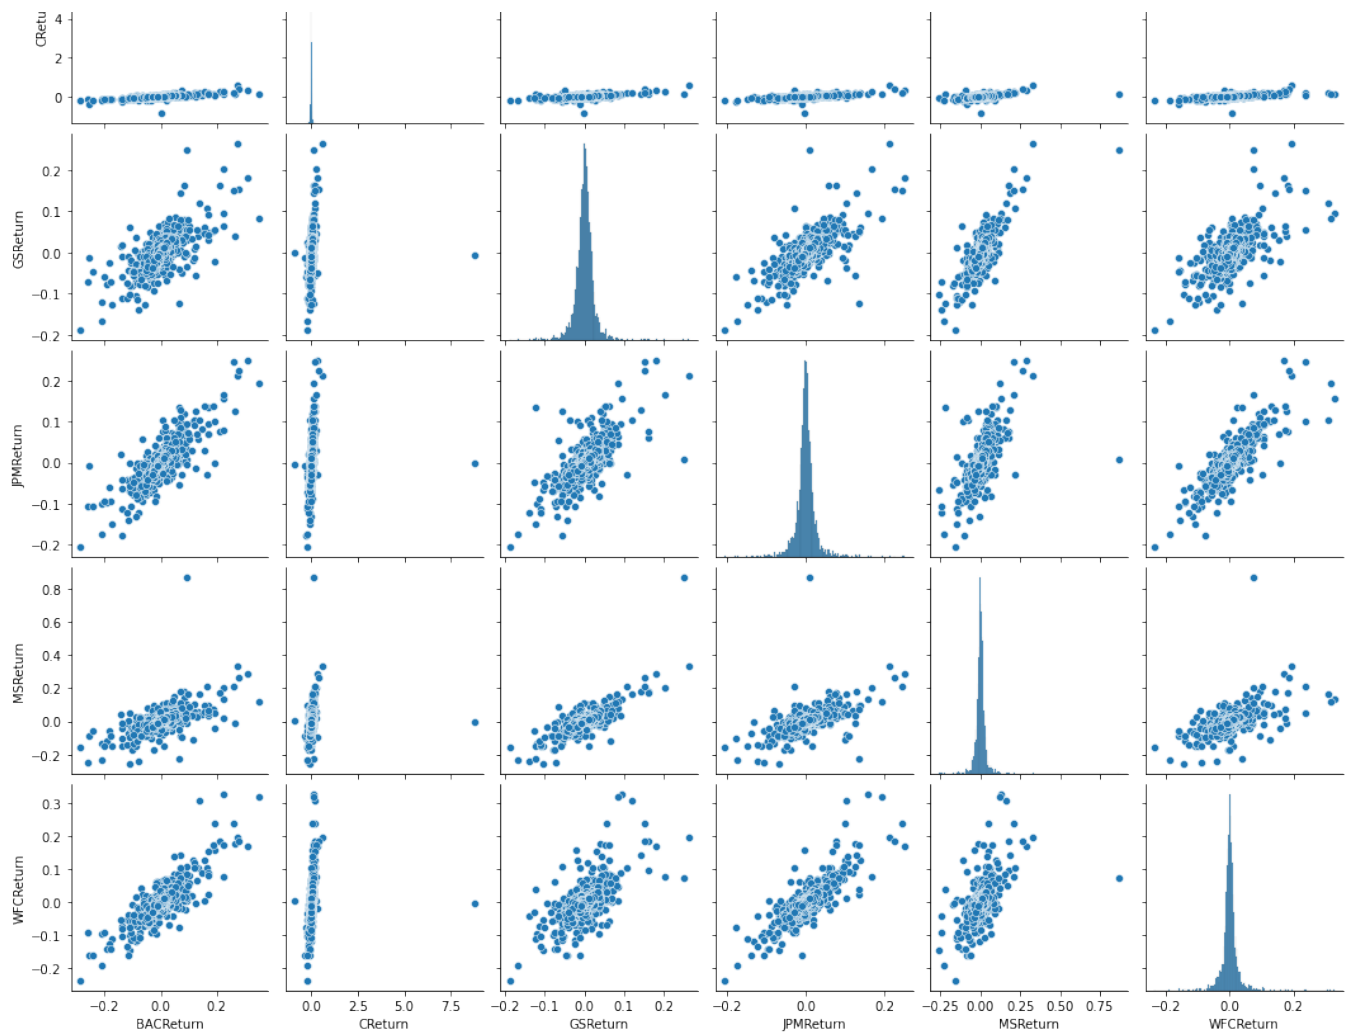 CRetu
4
2
0
GSReturn
0.2
0.1
0.0
−0.1
−0.2
JPMReturn
0.2
0.1
0.0
−0.1
−0.2
MSReturn
0.8
0.6
0.4
0.2
0.0
−0.2
WFCReturn
0.3
0.2
0.1
0.0
−0.1
−0.2
−0.2 0.0 0.2
0.0 2.5 5.0 7.5
−0.2 −0.1 0.0 0.1 0.2
−0.2 0.0 0.2
−0.25 0.00 0.25 0.50 0.75
−0.2 0.0 0.2
BACReturn CReturn GSReturn JPMReturn MSReturn WFCReturn